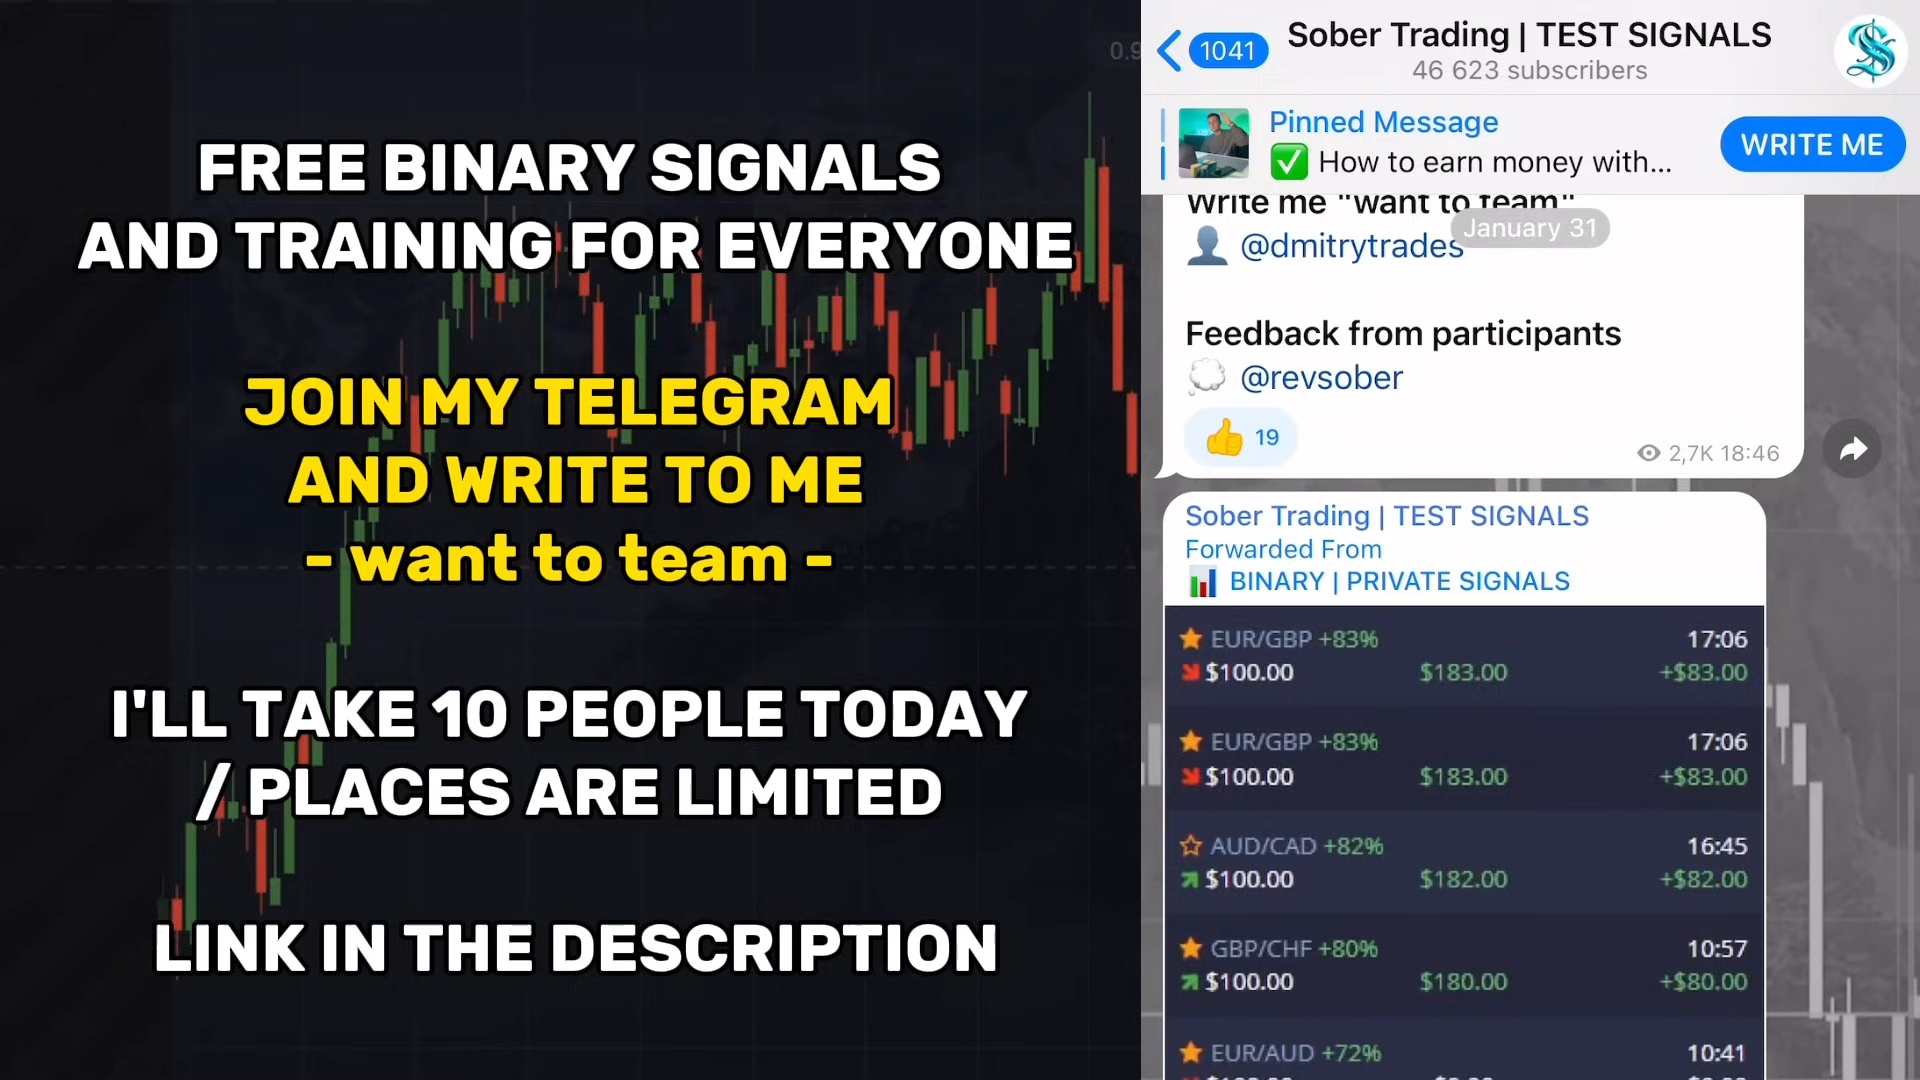 FREE BINARY SIGNALS
AND TRAINING FOR EVERYONE
JOIN MY TELEGRAM
AND WRITE TO ME
- want to team -
I'LL TAKE 10 PEOPLE TODAY
/ PLACES ARE LIMITED
LINK IN THE DESCRIPTION
1041
Sober Trading | TEST SIGNALS
46 623 subscribers
Pinned Message
✅ How to earn money with...
WRITE ME
Write me "want to team"
January 31
@dmitrytrades
Feedback from participants
@revsober
19
2,7K 18:46
Sober Trading | TEST SIGNALS
Forwarded From
BINARY | PRIVATE SIGNALS
EUR/GBP +83% 17:06
$100.00 $183.00 +$83.00
EUR/GBP +83% 17:06
$100.00 $183.00 +$83.00
AUD/CAD +82% 16:45
$100.00 $182.00 +$82.00
GBP/CHF +80% 10:57
$100.00 $180.00 +$80.00
EUR/AUD +72% 10:41